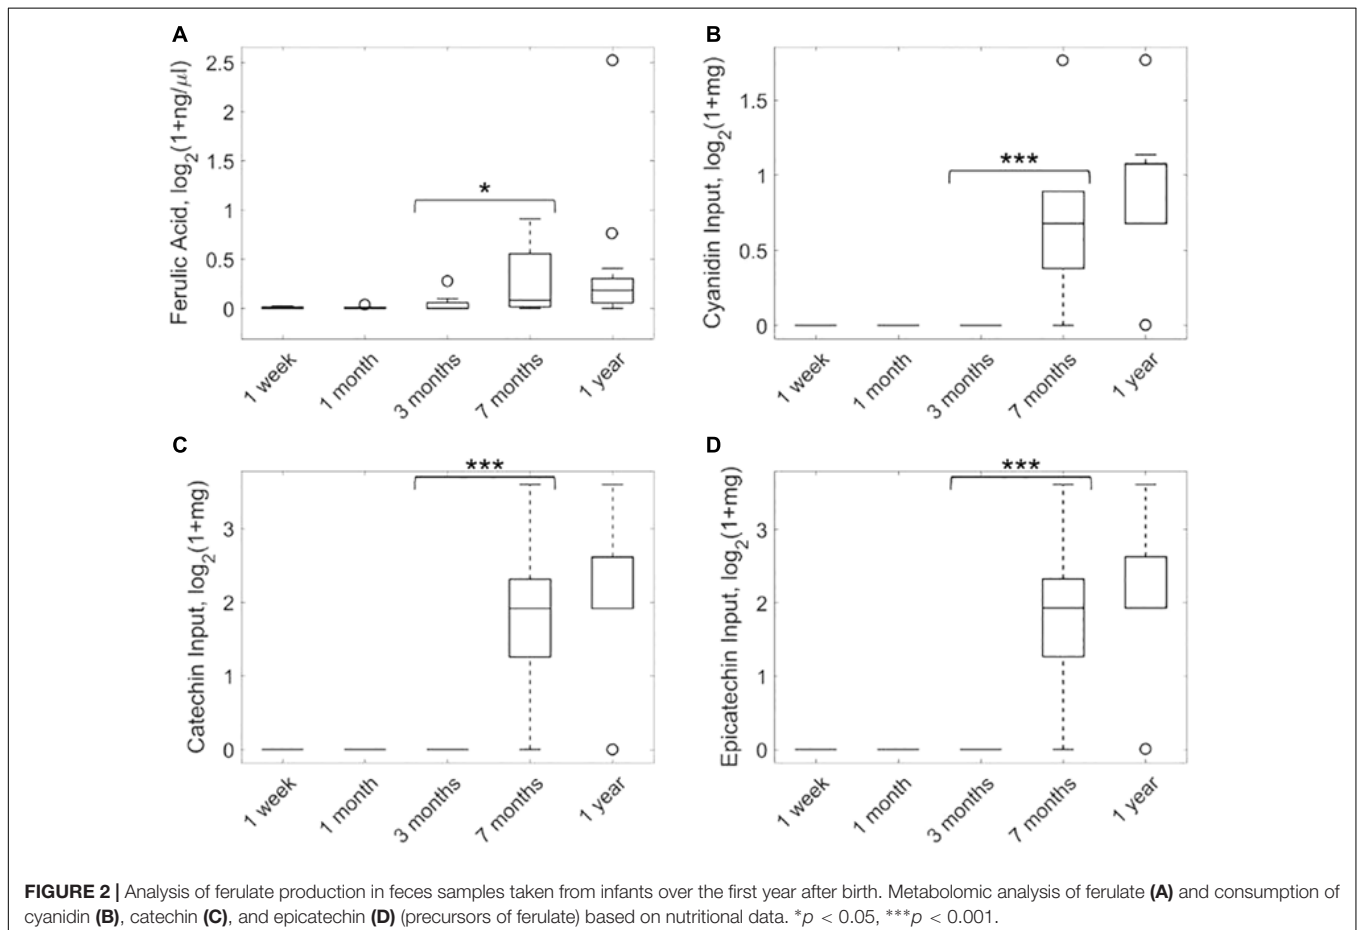 A
Ferulic Acid, log2(1+ng/μl)
2.5
2
1.5
1
0.5
0
*
1 week
1 month
3 months
7 months
1 year
B
Cyanidin Input, log2(1+mg)
1.5
1
0.5
0
***
1 week
1 month
3 months
7 months
1 year
C
Catechin Input, log2(1+mg)
3
2
1
0
***
1 week
1 month
3 months
7 months
1 year
D
Epicatechin Input, log2(1+mg)
3
2
1
0
***
1 week
1 month
3 months
7 months
1 year
FIGURE 2 | Analysis of ferulate production in feces samples taken from infants over the first year after birth. Metabolomic analysis of ferulate (A) and consumption of
cyanidin (B), catechin (C), and epicatechin (D) (precursors of ferulate) based on nutritional data. *p < 0.05, ***p < 0.001.